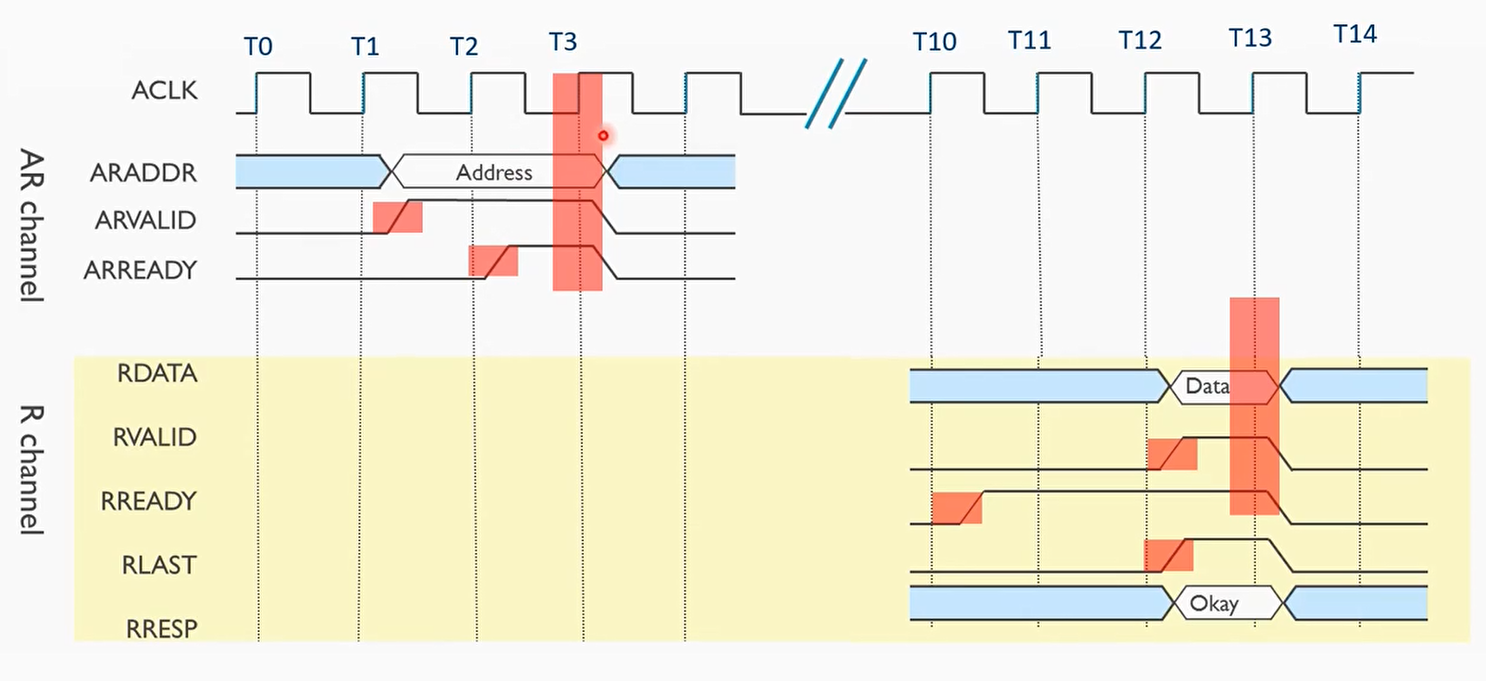 T0 T1 T2 T3 T10 T11 T12 T13 T14
ACLK
AR channel
ARADDR Address
ARVALID
ARREADY
R channel
RDATA Data
RVALID
RREADY
RLAST
RRESP Okay